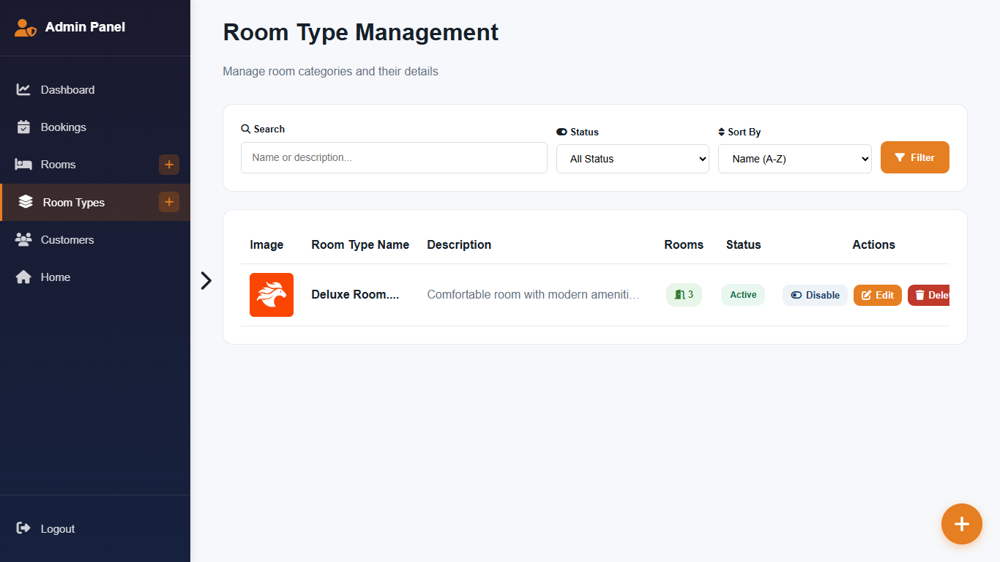 Admin Panel
Dashboard
Bookings
Rooms
Room Types
Customers
Home
Logout
Room Type Management
Manage room categories and their details
Search
Name or description...
Status
All Status
Sort By
Name (A-Z)
Filter
Image Room Type Name Description Rooms Status Actions
Deluxe Room.... Comfortable room with modern ameniti... 3 Active Disable Edit Delet